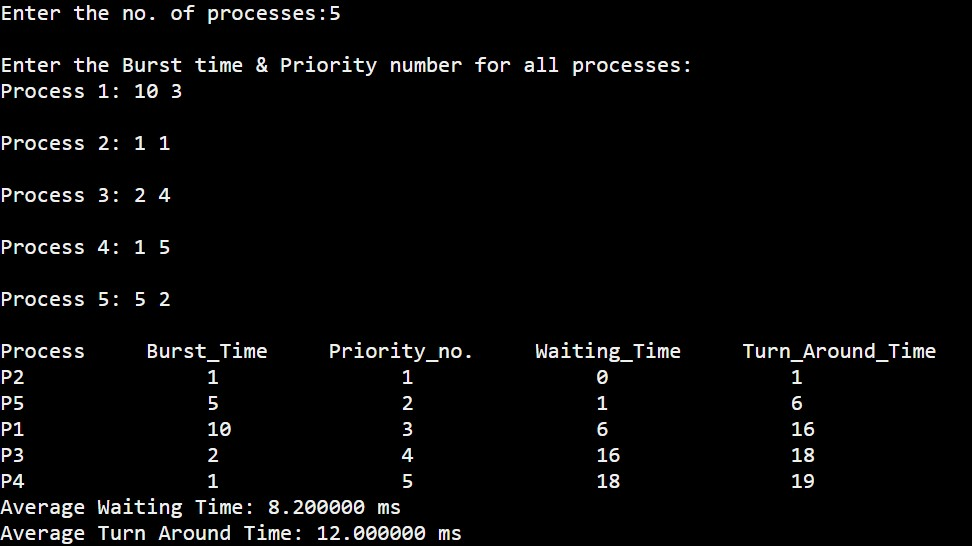 Enter the no. of processes:5
Enter the Burst time & Priority number for all processes:
Process 1: 10 3
Process 2: 1 1
Process 3: 2 4
Process 4: 1 5
Process 5: 5 2
Process Burst_Time Priority_no. Waiting_Time Turn_Around_Time
P2 1 1 0 1
P5 5 2 1 6
P1 10 3 6 16
P3 2 4 16 18
P4 1 5 18 19
Average Waiting Time: 8.200000 ms
Average Turn Around Time: 12.000000 ms